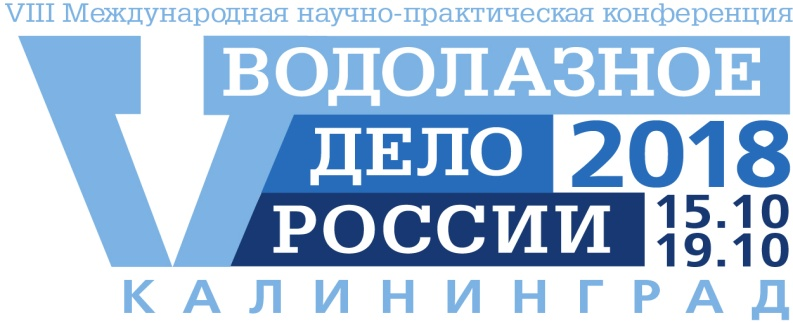 VIII Международная научно-практическая конференция
V ВОДОЛАЗНОЕ
ДЕЛО 2018
РОССИИ 15.10
19.10
КАЛИНИНГРАД